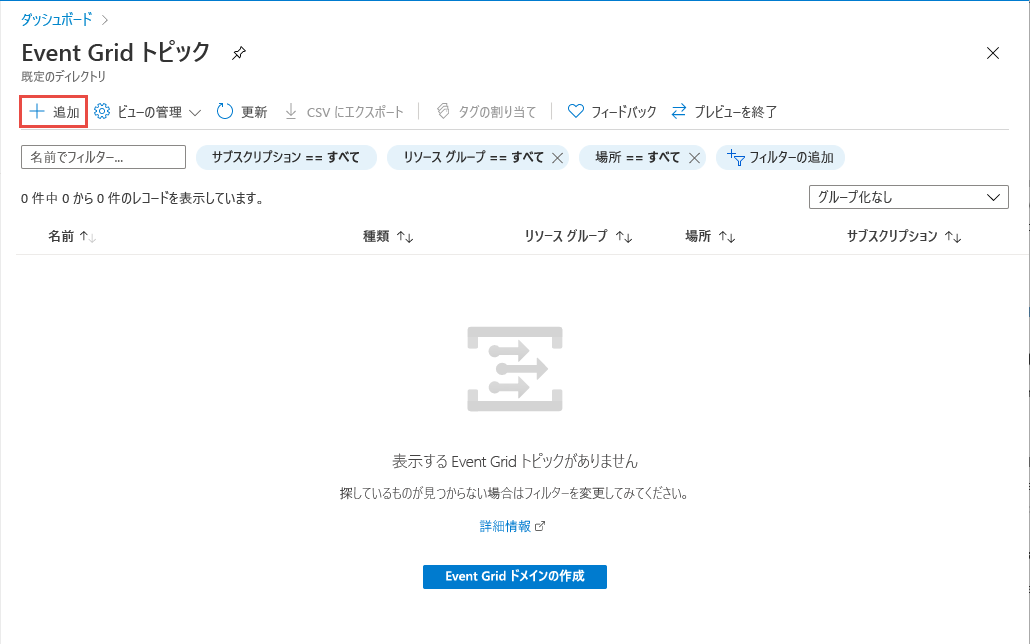 ダッシュボード
Event Grid トピック
既定のディレクトリ
追加 ビューの管理 更新 CSV にエクスポート タグの割り当て フィードバック プレビューを終了
名前でフィルター... サブスクリプション == すべて リソース グループ == すべて 場所 == すべて フィルターの追加
0 件中 0 から 0 件のレコードを表示しています。 グループ化なし
名前 種類 リソース グループ 場所 サブスクリプション
表示する Event Grid トピックがありません
探しているものが見つからない場合はフィルターを変更してみてください。
詳細情報
Event Grid ドメインの作成